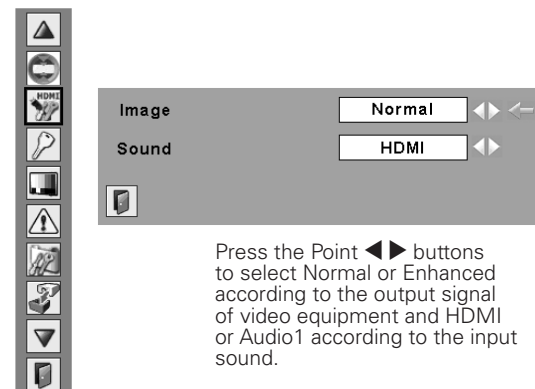 HDMI
Image Normal
Sound HDMI
Press the Point ◀ ▶ buttons
to select Normal or Enhanced
according to the output signal
of video equipment and HDMI
or Audio1 according to the input
sound.